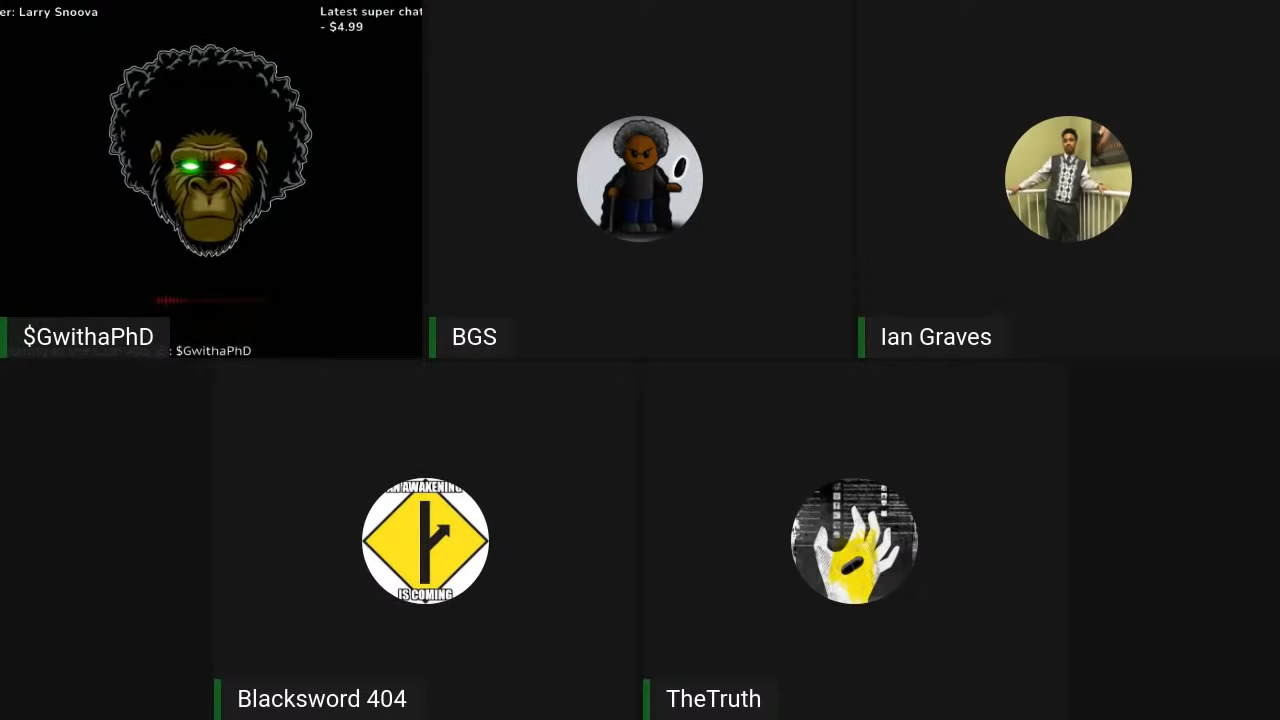 er: Larry Snoova
Latest super chat
- $4.99
$GwithaPhD
: $GwithaPhD
BGS
Ian Graves
AN AWAKENING
IS COMING
Blacksword 404
TheTruth